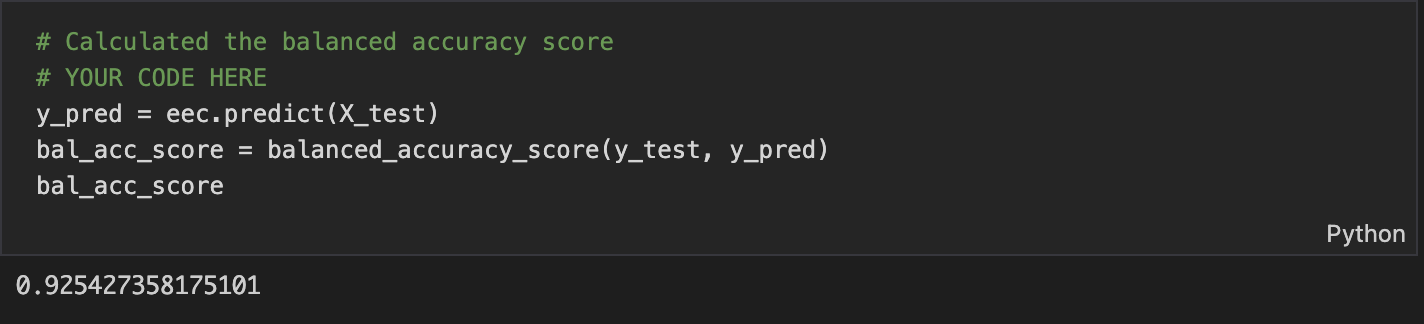 # Calculated the balanced accuracy score
# YOUR CODE HERE
y_pred = eec.predict(X_test)
bal_acc_score = balanced_accuracy_score(y_test, y_pred)
bal_acc_score
Python
0.925427358175101